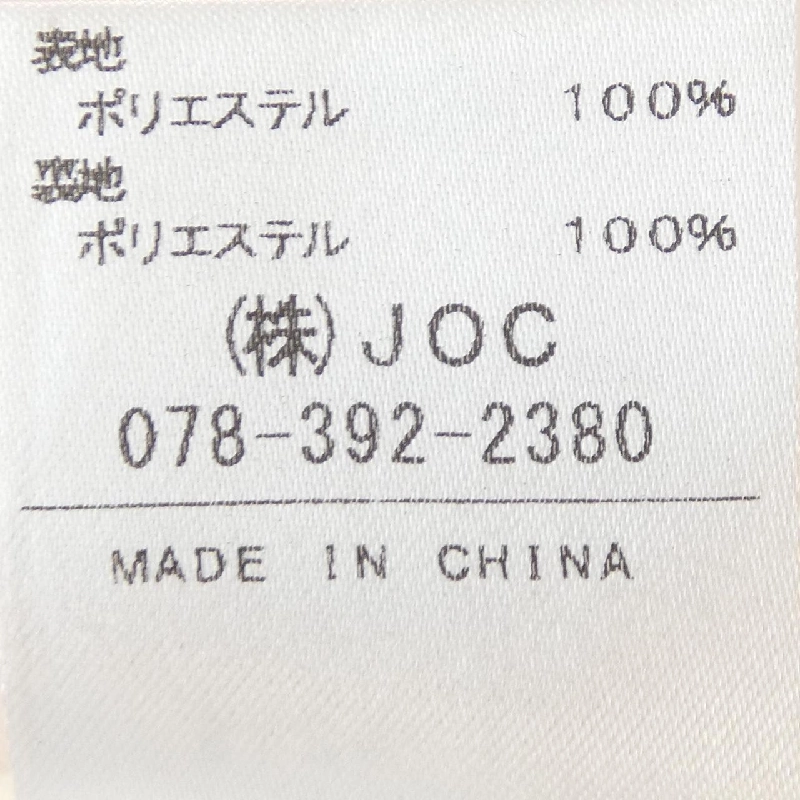 表地
ポリエステル 100%
裏地
ポリエステル 100%
(株)JOC
078-392-2380
MADE IN CHINA